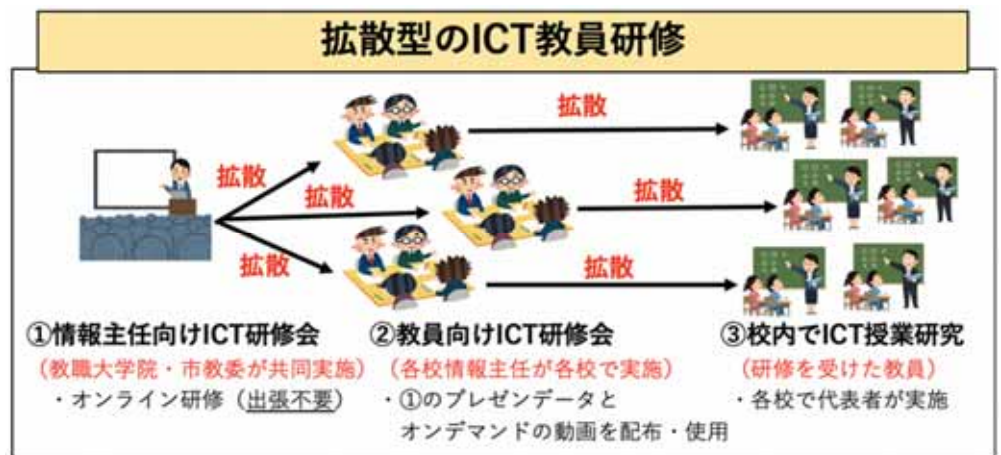 拡散型のICT教員研修
拡散
拡散
拡散
拡散
拡散
拡散
①情報主任向けICT研修会
（教職大学院・市教委が共同実施）
・オンライン研修（出張不要）
②教員向けICT研修会
（各校情報主任が各校で実施）
・①のプレゼンデータと
オンデマンドの動画を配布・使用
③校内でICT授業研究
（研修を受けた教員）
・各校で代表者が実施